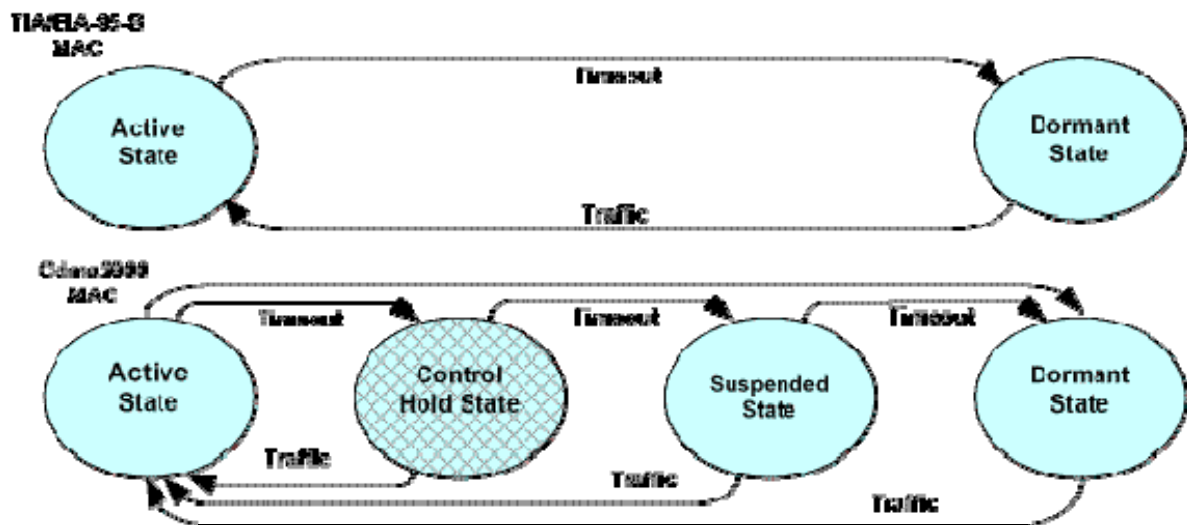 TIA/EIA-95-B
MAC
Timeout
Active
State
Dormant
State
Traffic
Cdma2000
MAC
Timeout
Timeout
Timeout
Active
State
Control
Hold State
Suspended
State
Dormant
State
Traffic
Traffic
Traffic